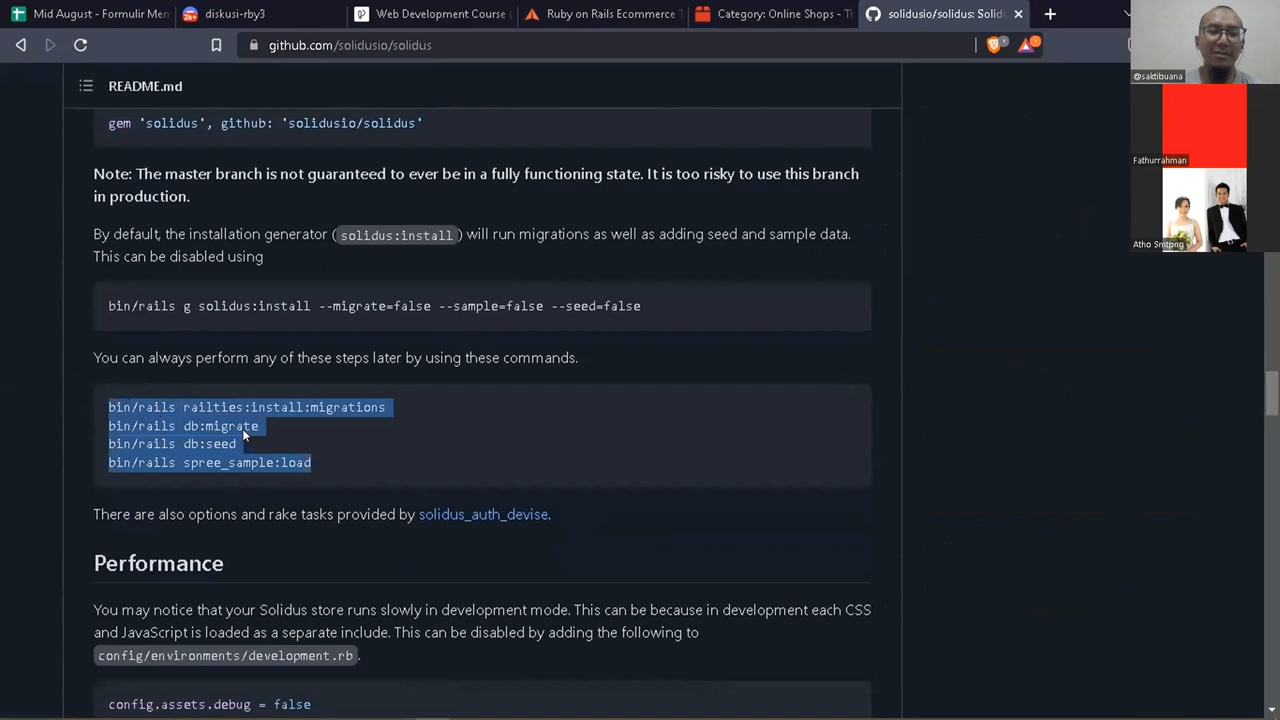 Mid August - Formulir Men
diskusi-rby3
Web Development Course
Ruby on Rails Ecommerce T
Category: Online Shops - Th
solidusio/solidus: Solid
github.com/solidusio/solidus
@saktibuana
README.md
gem 'solidus', github: 'solidusio/solidus'
Fathurrahman
Note: The master branch is not guaranteed to ever be in a fully functioning state. It is too risky to use this branch
in production.
By default, the installation generator ( solidus:install ) will run migrations as well as adding seed and sample data.
Atho Smtpng
This can be disabled using
bin/rails g solidus:install --migrate=false --sample=false --seed=false
You can always perform any of these steps later by using these commands.
bin/rails railties:install:migrations
bin/rails db:migrate
bin/rails db:seed
bin/rails spree_sample:load
There are also options and rake tasks provided by solidus_auth_devise.
Performance
You may notice that your Solidus store runs slowly in development mode. This can be because in development each CSS
and JavaScript is loaded as a separate include. This can be disabled by adding the following to
config/environments/development.rb .
config.assets.debug = false